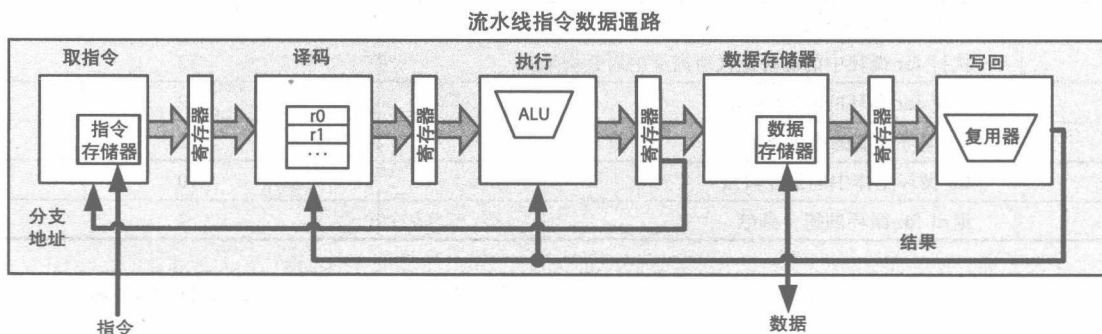 流水线指令数据通路
取指令
译码
执行
数据存储器
写回
指令
存储器
寄存器
r0
r1
...
寄存器
ALU
寄存器
数据
存储器
寄存器
复用器
分支
地址
结果
指令
数据